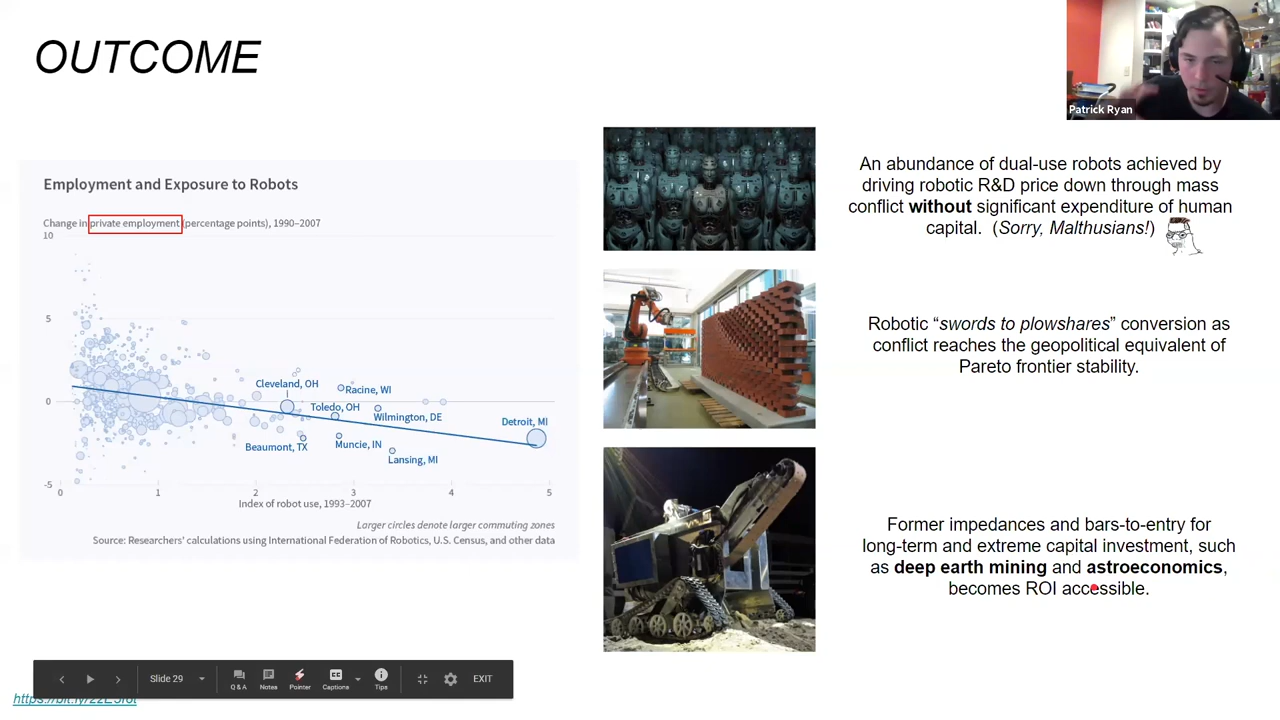 OUTCOME
Patrick Ryan
Employment and Exposure to Robots
Change in private employment (percentage points), 1990–2007
10
5
0
-5
Cleveland, OH
Racine, WI
Toledo, OH
Wilmington, DE
Detroit, MI
Beaumont, TX
Muncie, IN
Lansing, MI
0 1 2 3 4 5
Index of robot use, 1993–2007
Larger circles denote larger commuting zones
Source: Researchers' calculations using International Federation of Robotics, U.S. Census, and other data
An abundance of dual-use robots achieved by
driving robotic R&D price down through mass
conflict without significant expenditure of human
capital. (Sorry, Malthusians!)
Robotic “swords to plowshares” conversion as
conflict reaches the geopolitical equivalent of
Pareto frontier stability.
Former impedances and bars-to-entry for
long-term and extreme capital investment, such
as deep earth mining and astroeconomics,
becomes ROI accessible.
Slide 29
Q & A
Notes
Pointer
Captions
Tips
EXIT